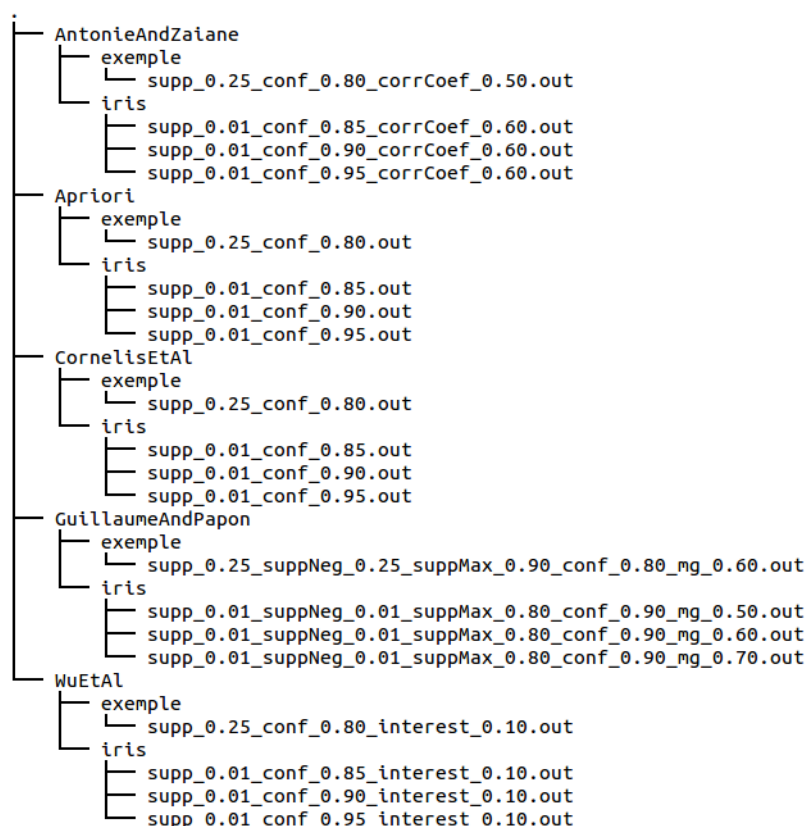 .
AntonieAndZaiane
exemple
supp_0.25_conf_0.80_corrCoef_0.50.out
iris
supp_0.01_conf_0.85_corrCoef_0.60.out
supp_0.01_conf_0.90_corrCoef_0.60.out
supp_0.01_conf_0.95_corrCoef_0.60.out
Apriori
exemple
supp_0.25_conf_0.80.out
iris
supp_0.01_conf_0.85.out
supp_0.01_conf_0.90.out
supp_0.01_conf_0.95.out
CornelisEtAl
exemple
supp_0.25_conf_0.80.out
iris
supp_0.01_conf_0.85.out
supp_0.01_conf_0.90.out
supp_0.01_conf_0.95.out
GuillaumeAndPapon
exemple
supp_0.25_suppNeg_0.25_suppMax_0.90_conf_0.80_mg_0.60.out
iris
supp_0.01_suppNeg_0.01_suppMax_0.80_conf_0.90_mg_0.50.out
supp_0.01_suppNeg_0.01_suppMax_0.80_conf_0.90_mg_0.60.out
supp_0.01_suppNeg_0.01_suppMax_0.80_conf_0.90_mg_0.70.out
WuEtAl
exemple
supp_0.25_conf_0.80_interest_0.10.out
iris
supp_0.01_conf_0.85_interest_0.10.out
supp_0.01_conf_0.90_interest_0.10.out
supp_0.01_conf_0.95_interest_0.10.out